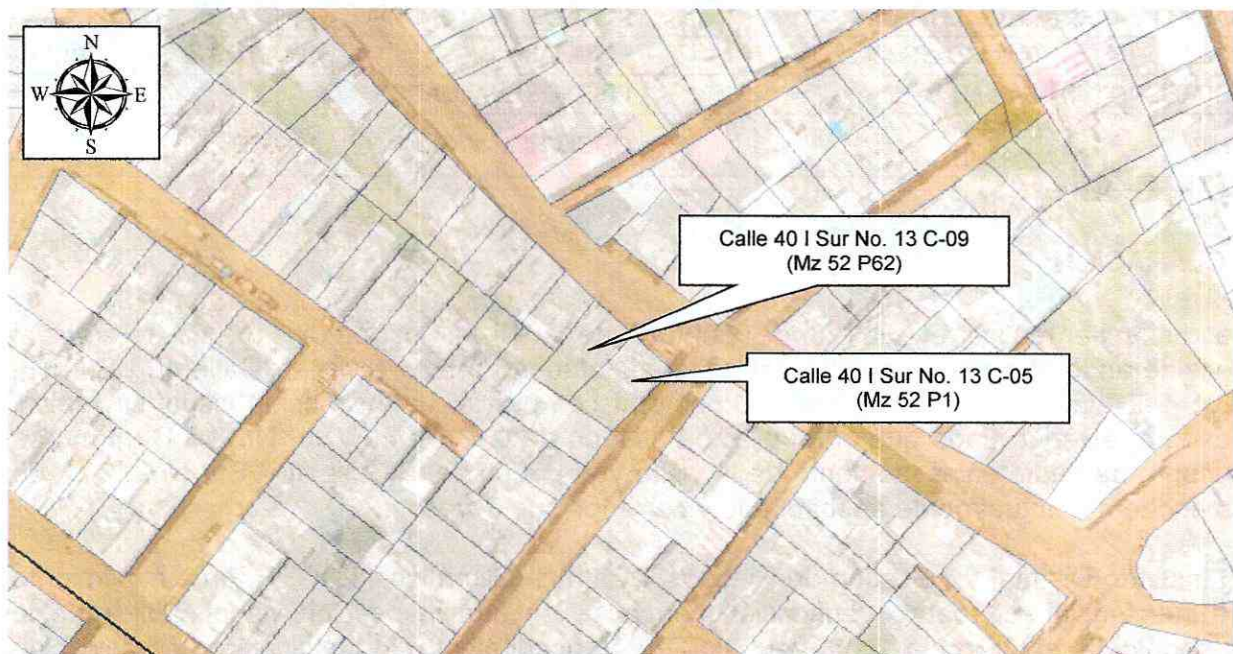 N
W E
S
Calle 40 I Sur No. 13 C-09
(Mz 52 P62)
Calle 40 I Sur No. 13 C-05
(Mz 52 P1)